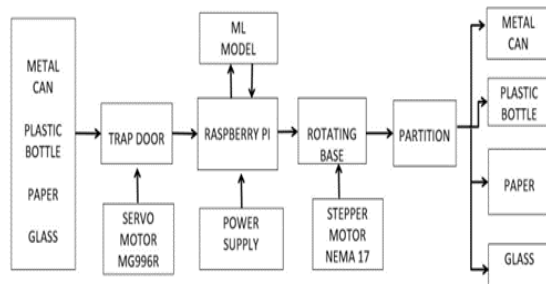 METAL
CAN
PLASTIC
BOTTLE
PAPER
GLASS
TRAP DOOR
SERVO
MOTOR
MG996R
ML
MODEL
RASPBERRY PI
POWER
SUPPLY
ROTATING
BASE
STEPPER
MOTOR
NEMA 17
PARTITION
METAL
CAN
PLASTIC
BOTTLE
PAPER
GLASS